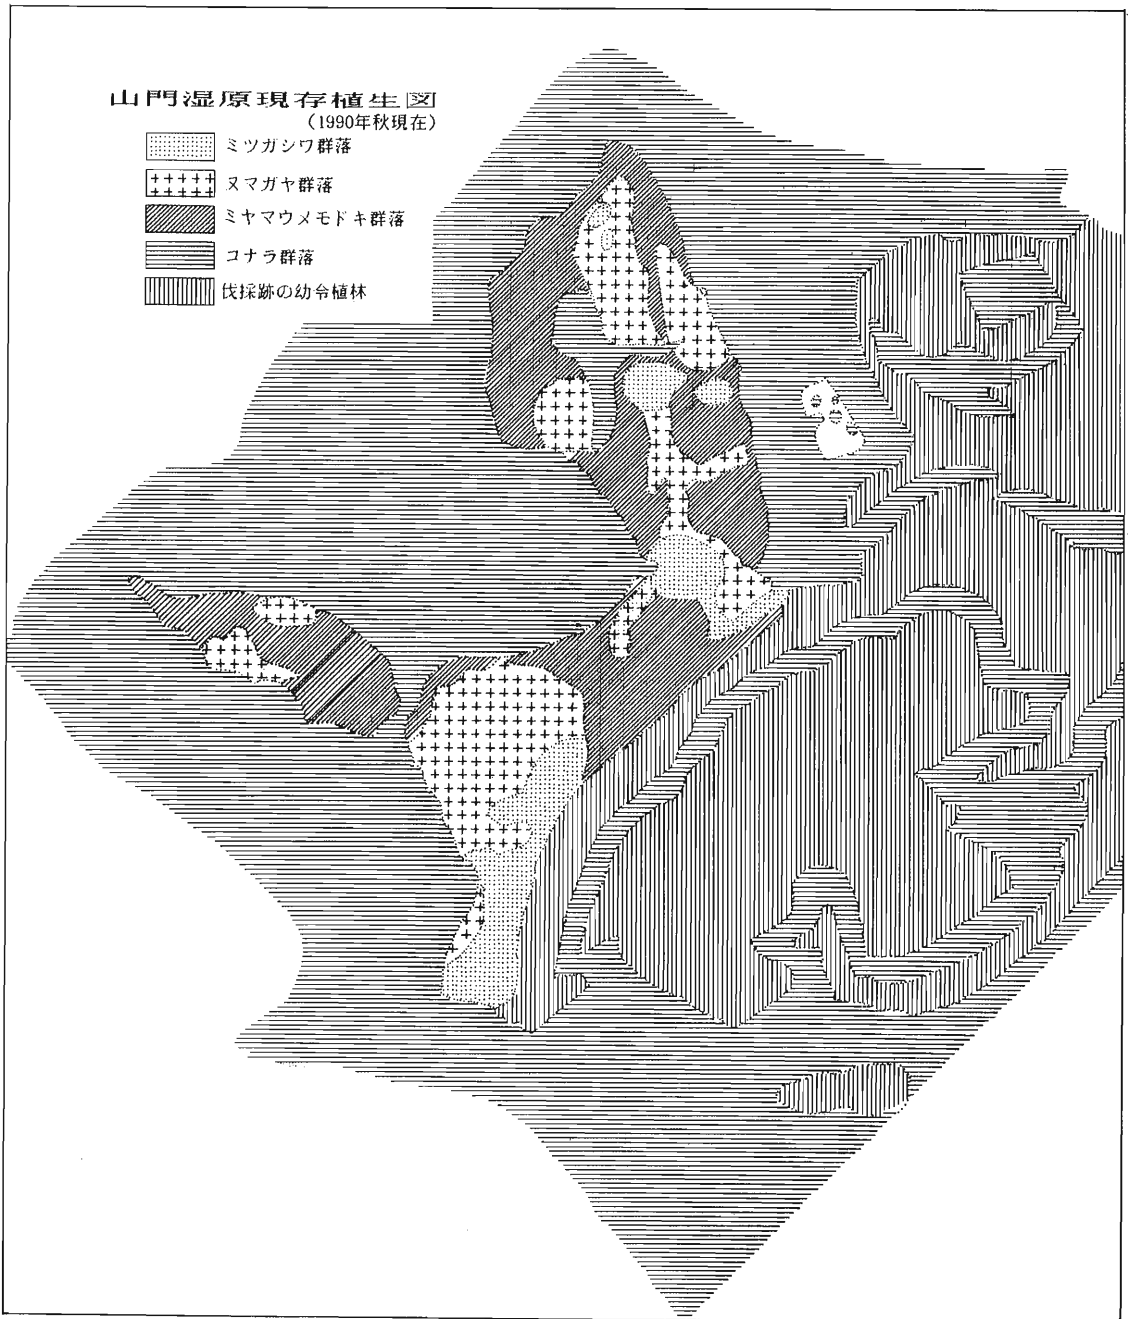 山門湿原現存植生図
(1990年秋現在)
ミツガシワ群落
ヌマガヤ群落
ミヤマウメモドキ群落
コナラ群落
伐採跡の幼令植林